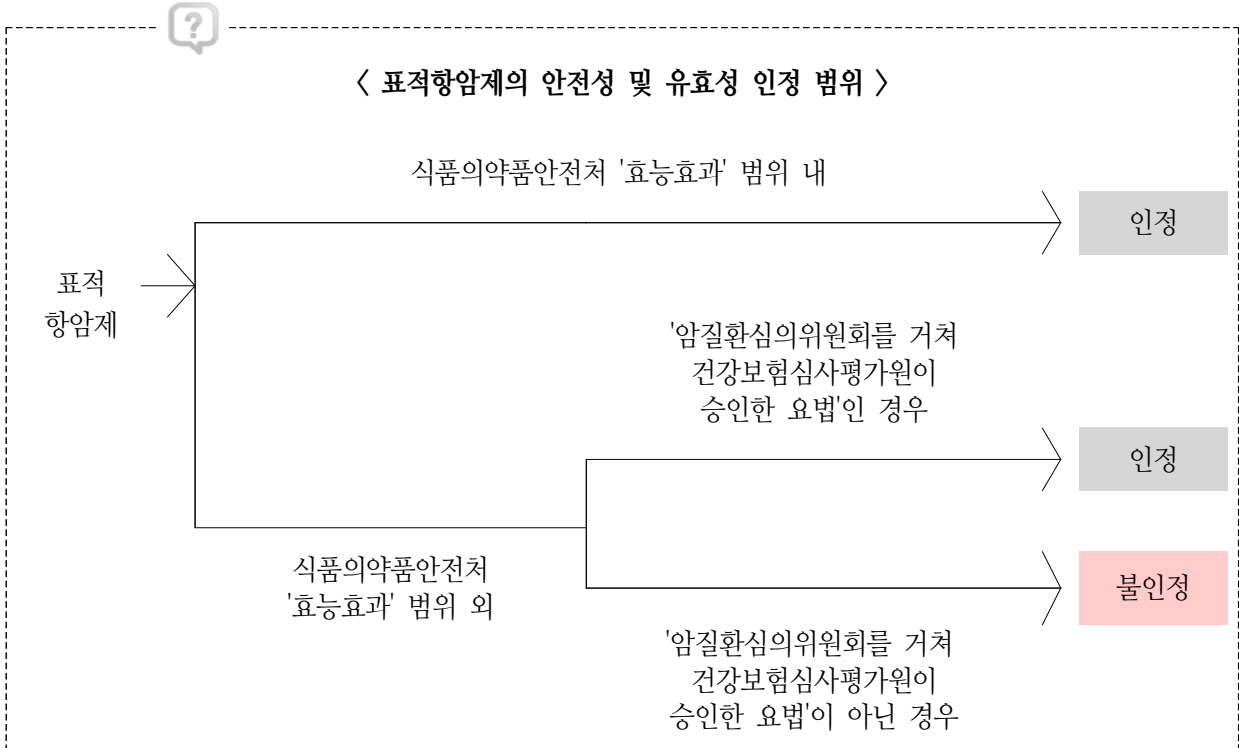 ?
< 표적항암제의 안전성 및 유효성 인정 범위 >
식품의약품안전처 '효능효과' 범위 내
인정
표적
항암제
'암질환심의위원회를 거쳐
건강보험심사평가원이
승인한 요법'인 경우
인정
식품의약품안전처
'효능효과' 범위 외
불인정
'암질환심의위원회를 거쳐
건강보험심사평가원이
승인한 요법'이 아닌 경우